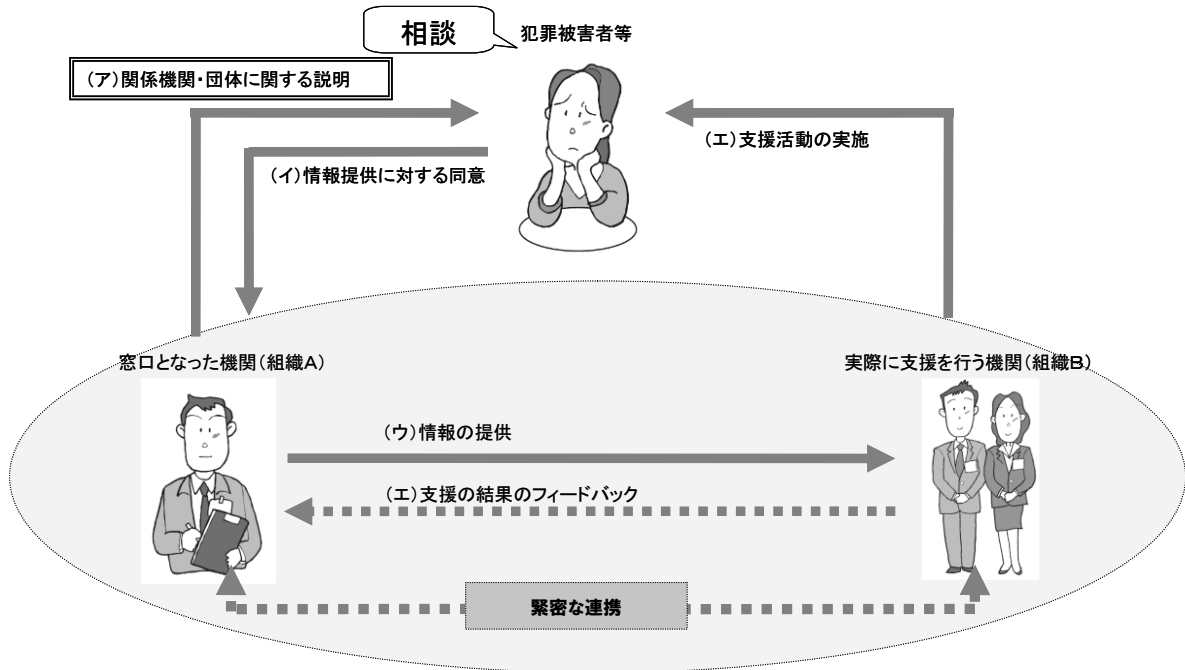 相談
犯罪被害者等
（ア）関係機関・団体に関する説明
（エ）支援活動の実施
（イ）情報提供に対する同意
窓口となった機関（組織Ａ）
実際に支援を行う機関（組織Ｂ）
（ウ）情報の提供
（エ）支援の結果のフィードバック
緊密な連携